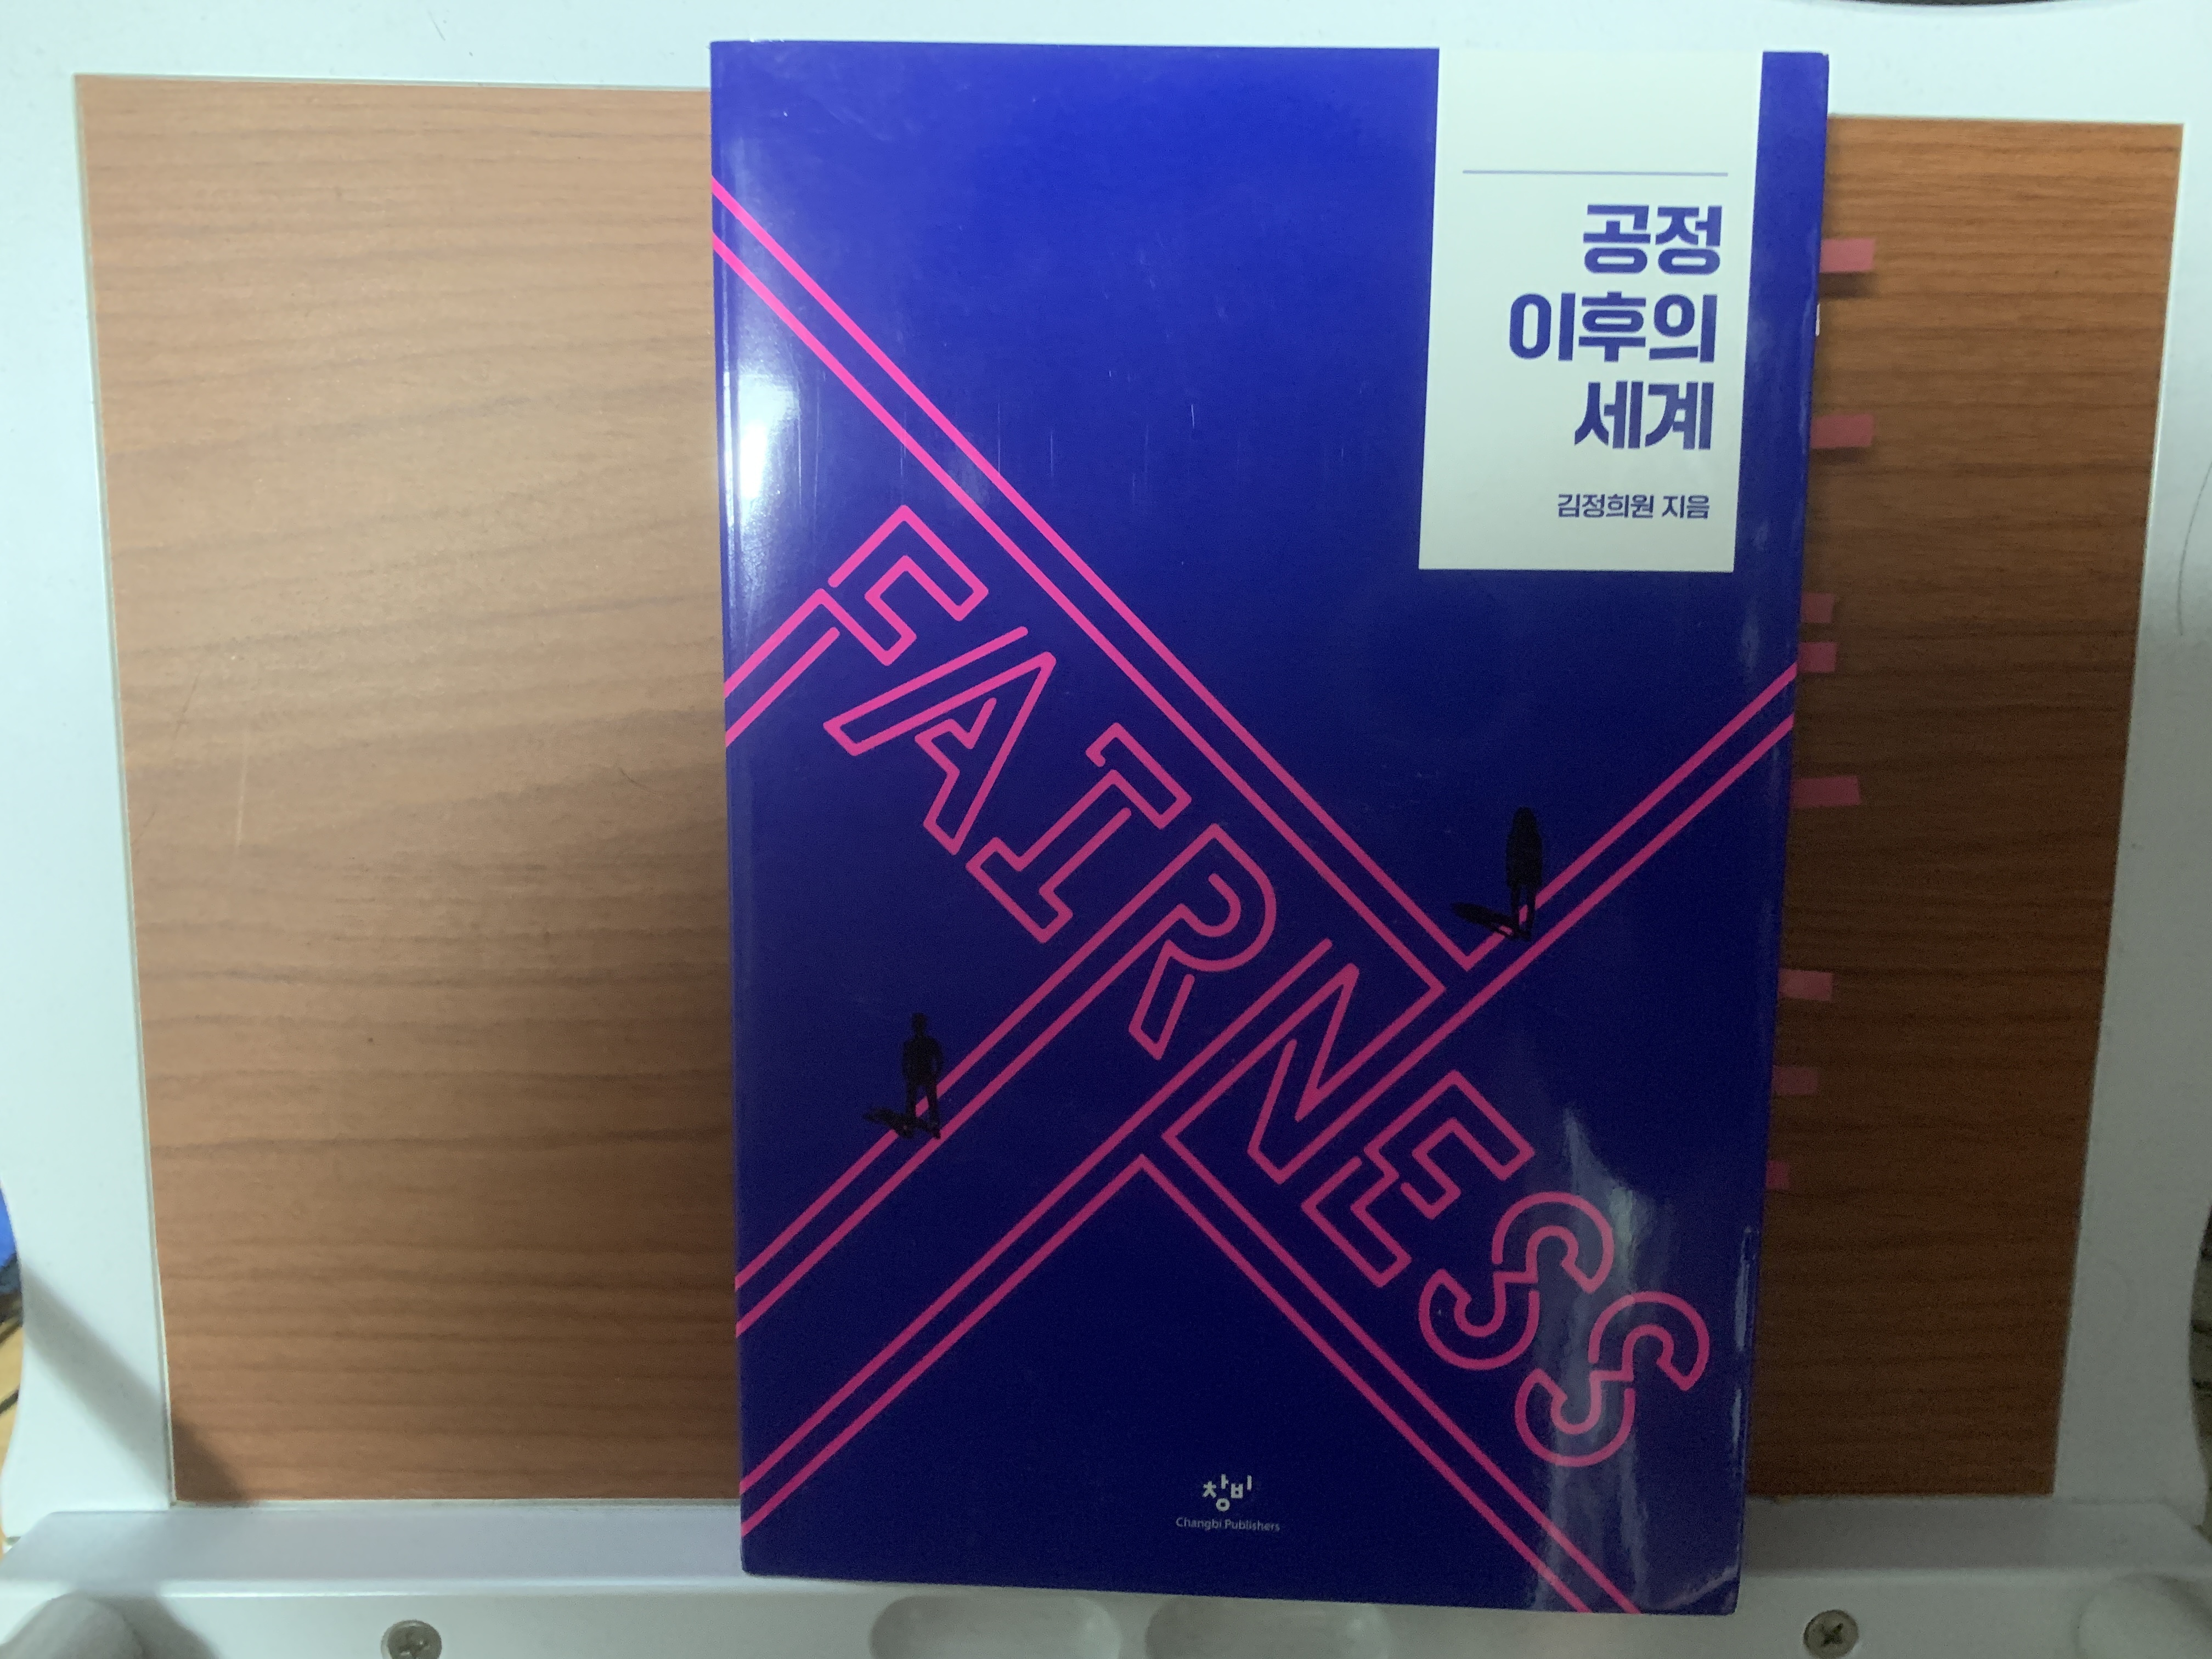 공정
이후의
세계
김정희원 지음
FAIRNESS
창비
Changbi Publishers